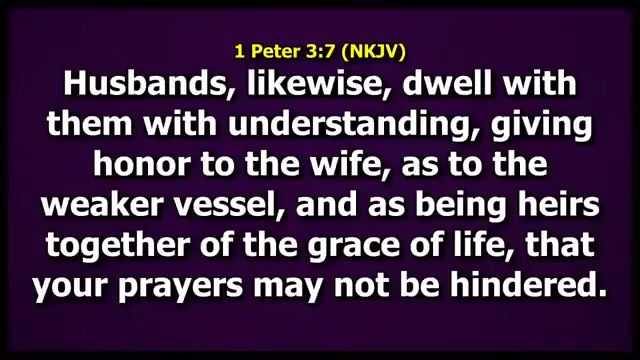 1 Peter 3:7 (NKJV)
Husbands, likewise, dwell with
them with understanding, giving
honor to the wife, as to the
weaker vessel, and as being heirs
together of the grace of life, that
your prayers may not be hindered.